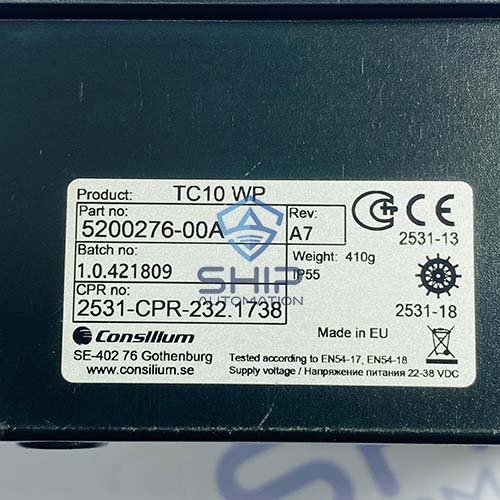 Product: TC10 WP
Part no: Rev:
5200276-00A A7
Batch no: Weight: 410g
1.0.421809 IP55
CPR no:
2531-CPR-232.1738
2531-13
2531-18
CE
Consilium
Made in EU
SE-402 76 Gothenburg
www.consilium.se
Tested according to EN54-17, EN54-18
Supply voltage / Напряжение питания 22-38 VDC
SHIP
AUTOMATION